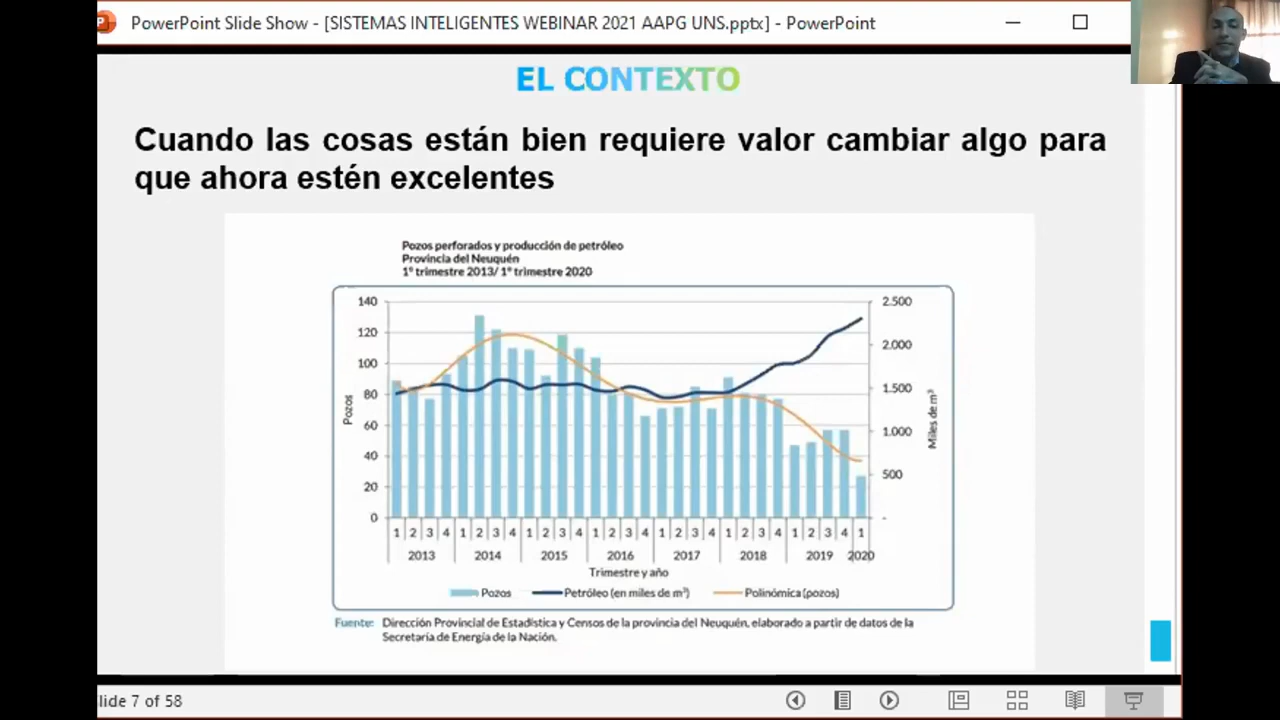 PowerPoint Slide Show - [SISTEMAS INTELIGENTES WEBINAR 2021 AAPG UNS.pptx] - PowerPoint
EL CONTEXTO
Cuando las cosas están bien requiere valor cambiar algo para
que ahora estén excelentes
Pozos perforados y producción de petróleo
Provincia del Neuquén
1° trimestre 2013/ 1° trimestre 2020
140 2.500
120 2.000
100 1.500
80 1.000
60 500
40 -
20
0
Pozos
Miles de m³
1 2 3 4 1 2 3 4 1 2 3 4 1 2 3 4 1 2 3 4 1 2 3 4 1 2 3 4 1
2013 2014 2015 2016 2017 2018 2019 2020
Trimestre y año
Pozos Petróleo (en miles de m³) Polinómica (pozos)
Fuente: Dirección Provincial de Estadística y Censos de la provincia del Neuquén, elaborado a partir de datos de la
Secretaría de Energía de la Nación.
lide 7 of 58